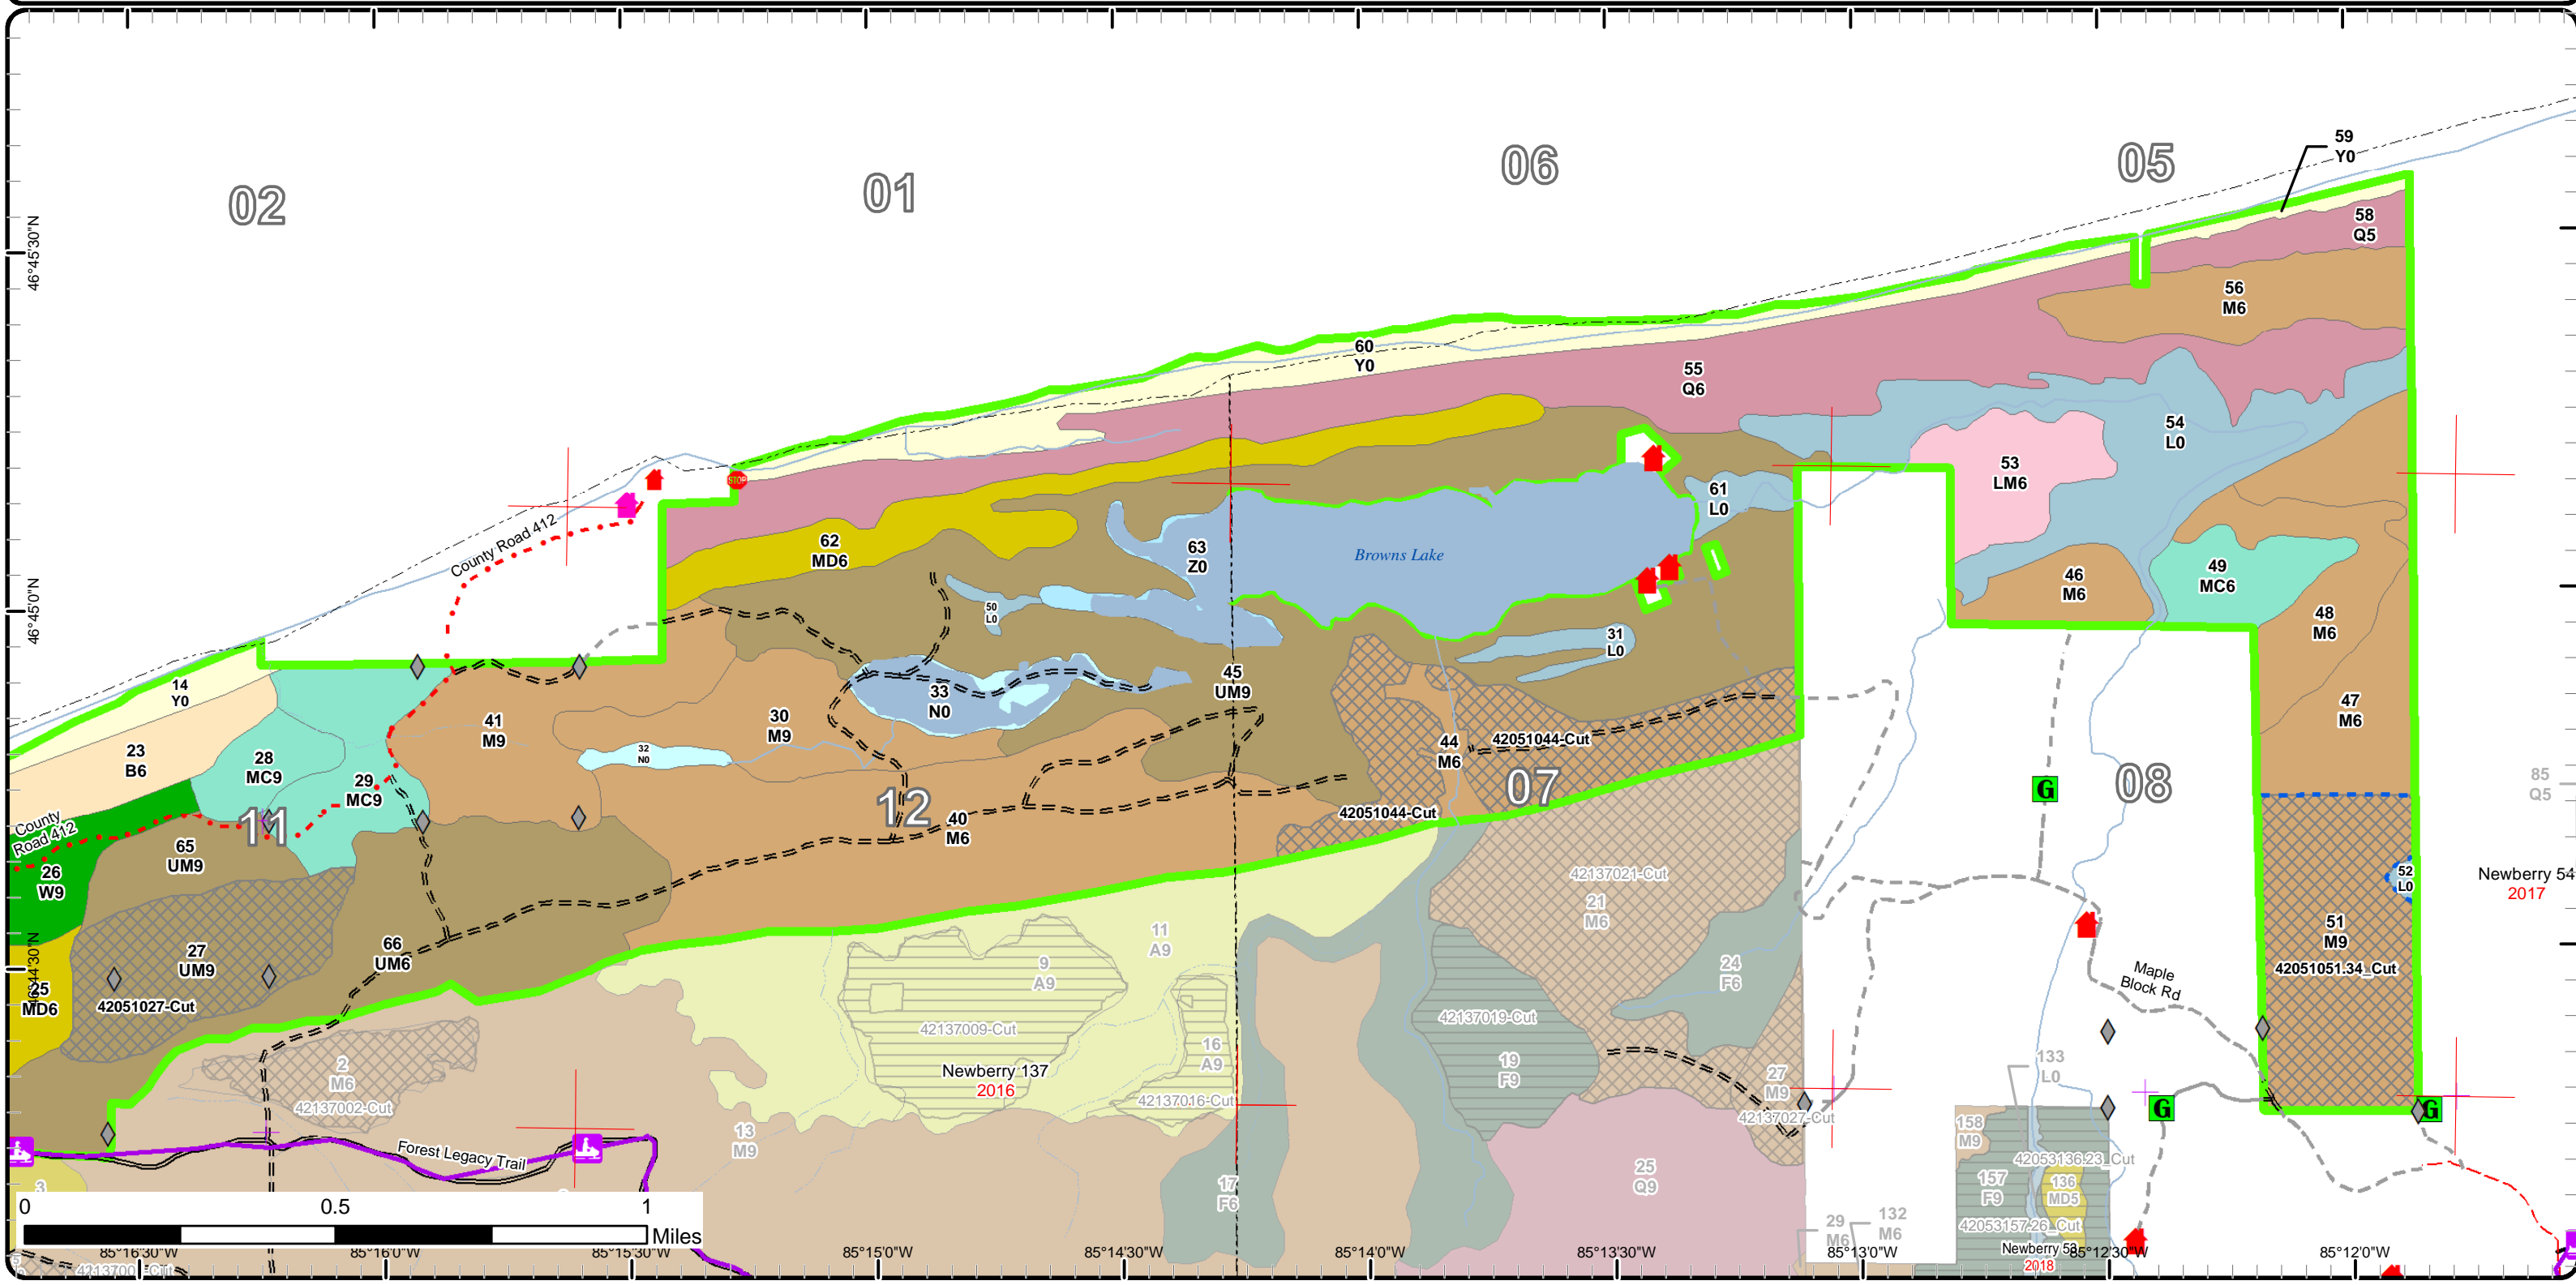 02
01
06
05
59
Y0
58
Q5
56
M6
60
Y0
55
Q6
54
L0
53
LM6
STOP
County Road 412
61
L0
62
MD6
63
Z0
Browns Lake
50
L0
31
L0
46
M6
49
MC6
48
M6
47
M6
46°45'30"N
46°45'0"N
14
Y0
23
B6
28
MC9
29
MC9
41
M9
30
M9
32
N0
33
N0
45
UM9
44
M6
42051044-Cut
42051044-Cut
07
08
11
12
G
85
Q5
County
Road 412
65
UM9
26
W9
40
M6
27
UM9
42051027-Cut
25
MD6
66
UM6
42137021-Cut
21
M6
52
L0
51
M9
42051051.34_Cut
Newberry 54
2017
Maple
Block Rd
11
A9
9
A9
42137009-Cut
16
A9
42137016-Cut
Newberry 137
2016
24
F6
42137019-Cut
19
F9
27
M9
42137027-Cut
2
M6
42137002-Cut
13
M9
17
F6
25
Q9
133
L0
G
G
158
M9
42053136.23_Cut
157
F9
136
MD5
42053157.26_Cut
Newberry 53
2018
29
M6
132
M6
Forest Legacy Trail
3
0
0.5
1
Miles
85°16'30"W
85°16'0"W
85°15'30"W
85°15'0"W
85°14'30"W
85°14'0"W
85°13'30"W
85°13'0"W
85°12'30"W
85°12'0"W